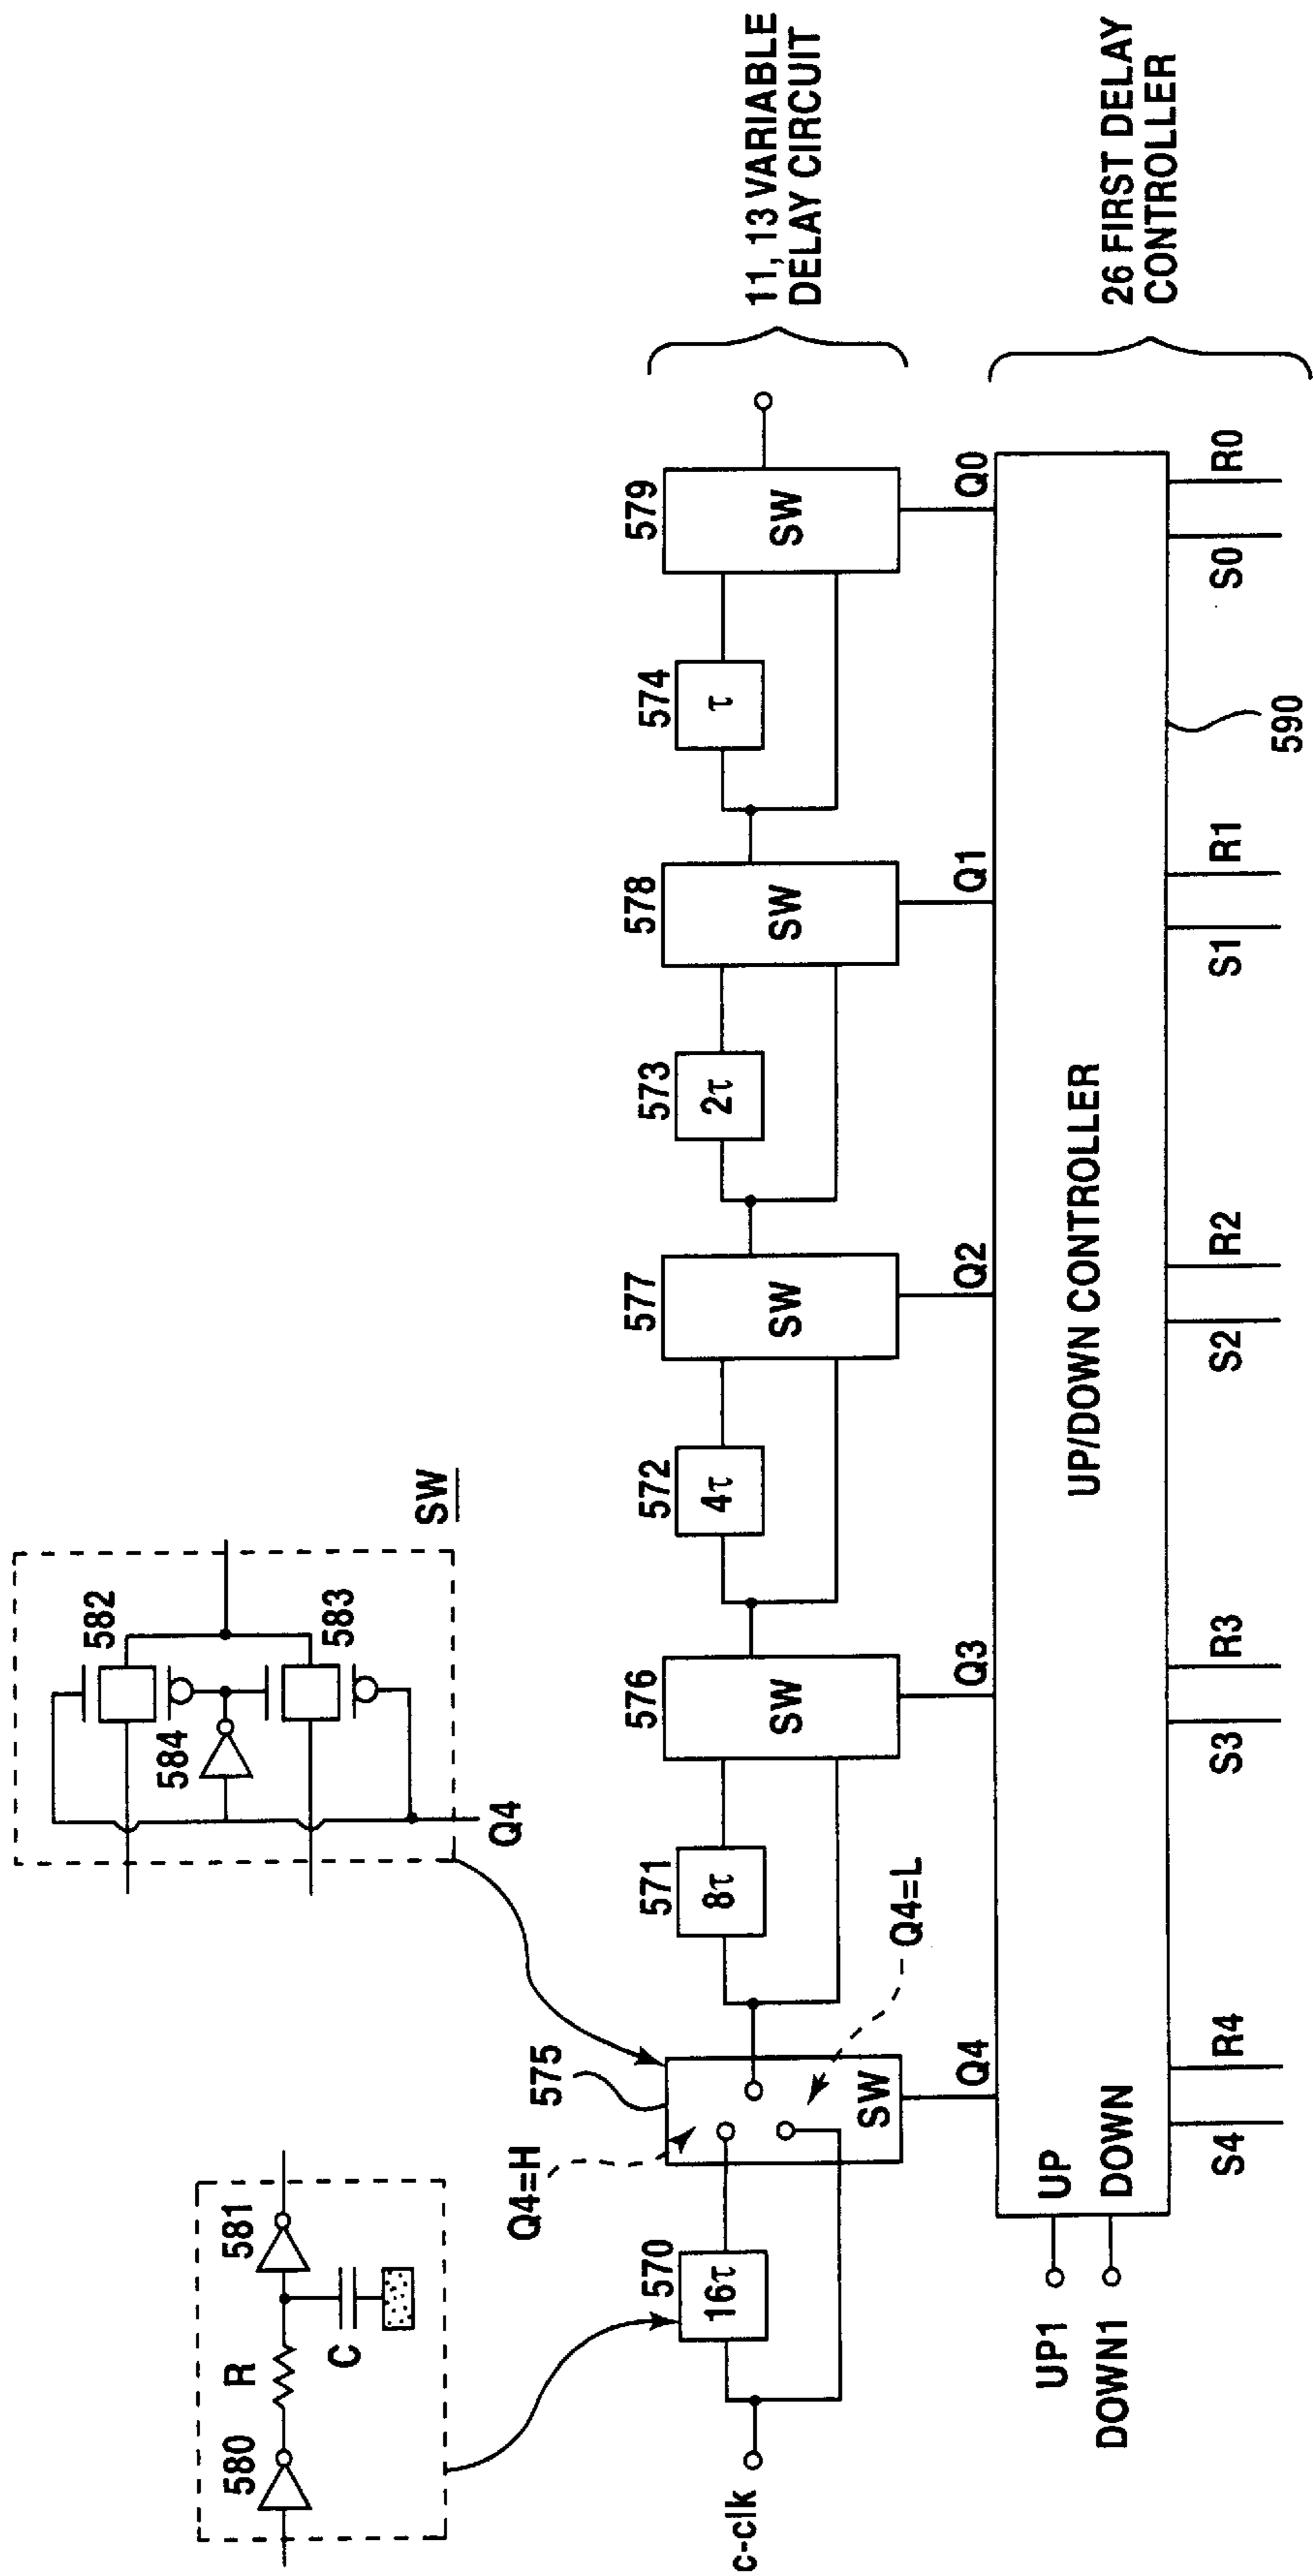 580
R
581
C
584
582
583
Q4
SW
c-clk
570
16τ
Q4=H
575
SW
Q4=L
571
8τ
576
SW
572
4τ
577
SW
573
2τ
578
SW
574
τ
579
SW
11, 13 VARIABLE
DELAY CIRCUIT
Q4
Q3
Q2
Q1
Q0
UP1
DOWN1
UP
DOWN
UP/DOWN CONTROLLER
26 FIRST DELAY
CONTROLLER
S4
R4
S3
R3
S2
R2
S1
R1
590
S0
R0